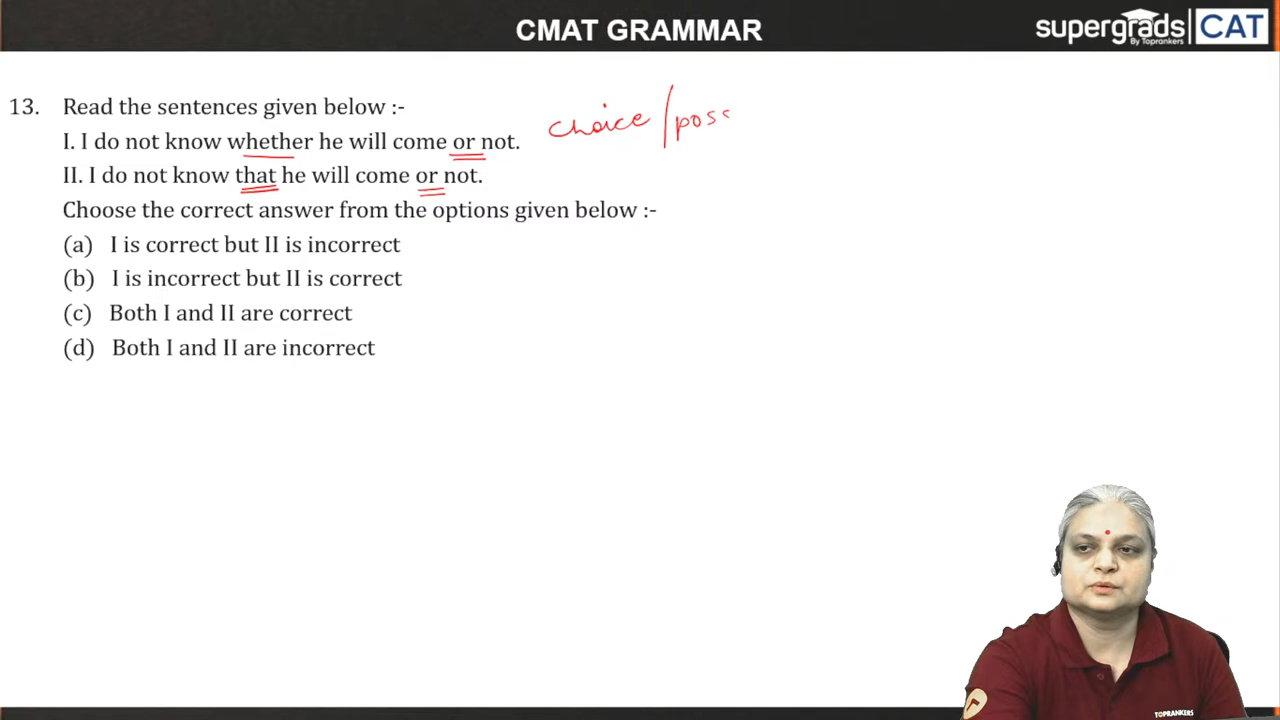 CMAT GRAMMAR
supergrads
By Toprankers
CAT
13. Read the sentences given below :-
I. I do not know whether he will come or not.
choice/poss
II. I do not know that he will come or not.
Choose the correct answer from the options given below :-
(a) I is correct but II is incorrect
(b) I is incorrect but II is correct
(c) Both I and II are correct
(d) Both I and II are incorrect
TOPRANKERS